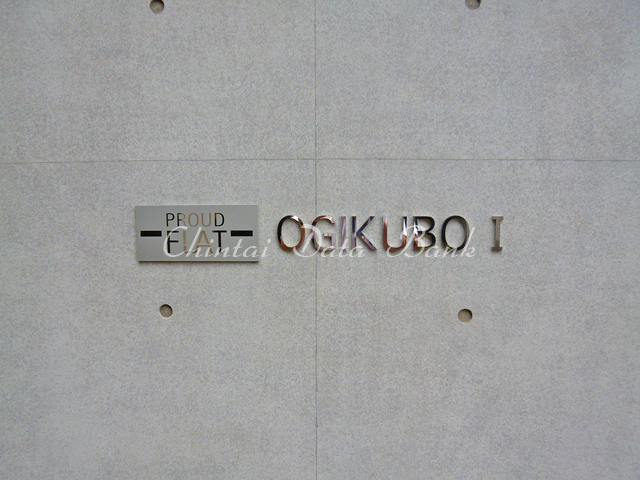 PROUD
FLAT
OGIKUBO I
Chintai Data Bank